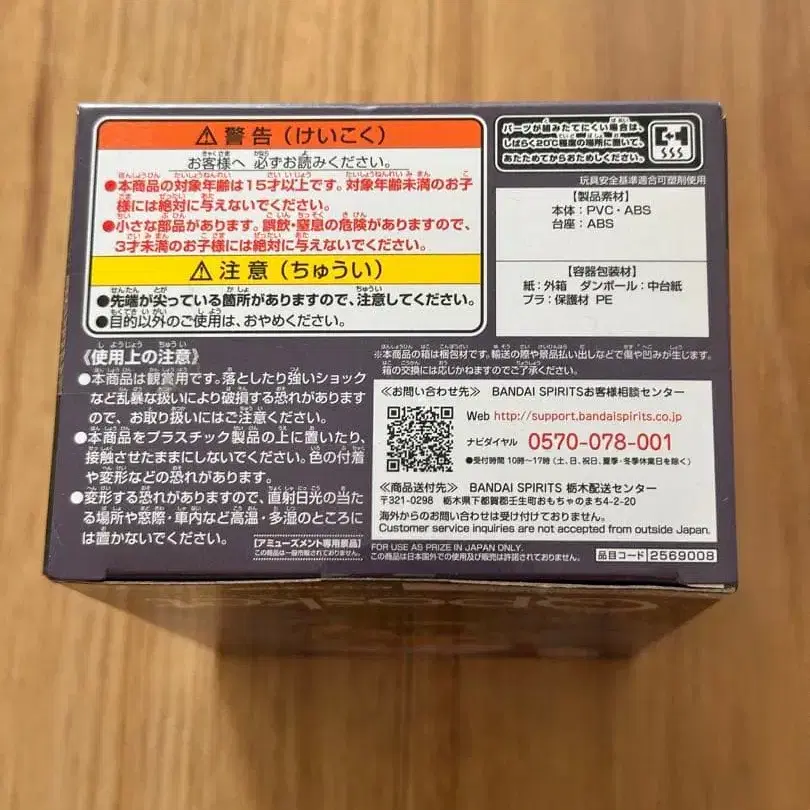 ⚠警告（けいこく）
お客様へ 必ずお読みください。
●本商品の対象年齢は15才以上です。対象年齢未満のお子
様には絶対に与えないでください。
●小さな部品があります。誤飲・窒息の危険がありますので、
3才未満のお子様には絶対に与えないでください。
⚠注意（ちゅうい）
●先端が尖っている箇所がありますので、注意してください。
●目的以外のご使用は、おやめください。
《使用上の注意》
●本商品は観賞用です。落としたり強いショック
など乱暴な扱いにより破損する恐れがあります
ので、お取り扱いにはご注意ください。
●本商品をプラスチック製品の上に置いたり、
接触させたままにしないでください。色の付着
や変形などの恐れがあります。
●変形する恐れがありますので、直射日光の当た
る場所や窓際・車内など高温・多湿のところに
は置かないでください。
【アミューズメント専用景品】
この商品は一般市販されておりません。
パーツが組みたてにくい場合は、
しばらく20℃程度の場所に置いて、
あたためてからおためしください。
玩具安全基準適合可塑剤使用
【製品素材】
本体：PVC・ABS
台座：ABS
【容器包装材】
紙：外箱 ダンボール：中台紙
プラ：保護材 PE
※本商品の箱は梱包材です。輸送の際や景品払い出しなどで傷や凹みが生じます。
箱の交換には応じかねますのでご了承ください。
≪お問い合わせ先≫ BANDAI SPIRITSお客様相談センター
Web http://support.bandaispirits.co.jp
ナビダイヤル 0570-078-001
●受付時間 10時〜17時（土、日、祝日、夏季・冬季休業日を除く）
≪商品送付先≫ BANDAI SPIRITS 栃木配送センター
〒321-0298 栃木県下都賀郡壬生町おもちゃのまち4-2-20
海外からのお問い合わせは受け付けておりません。
Customer service inquiries are not accepted from outside Japan.
FOR USE AS PRIZE IN JAPAN ONLY.
この商品は日本国外での使用及び販売は許諾されておりません。
品目コード 2569008